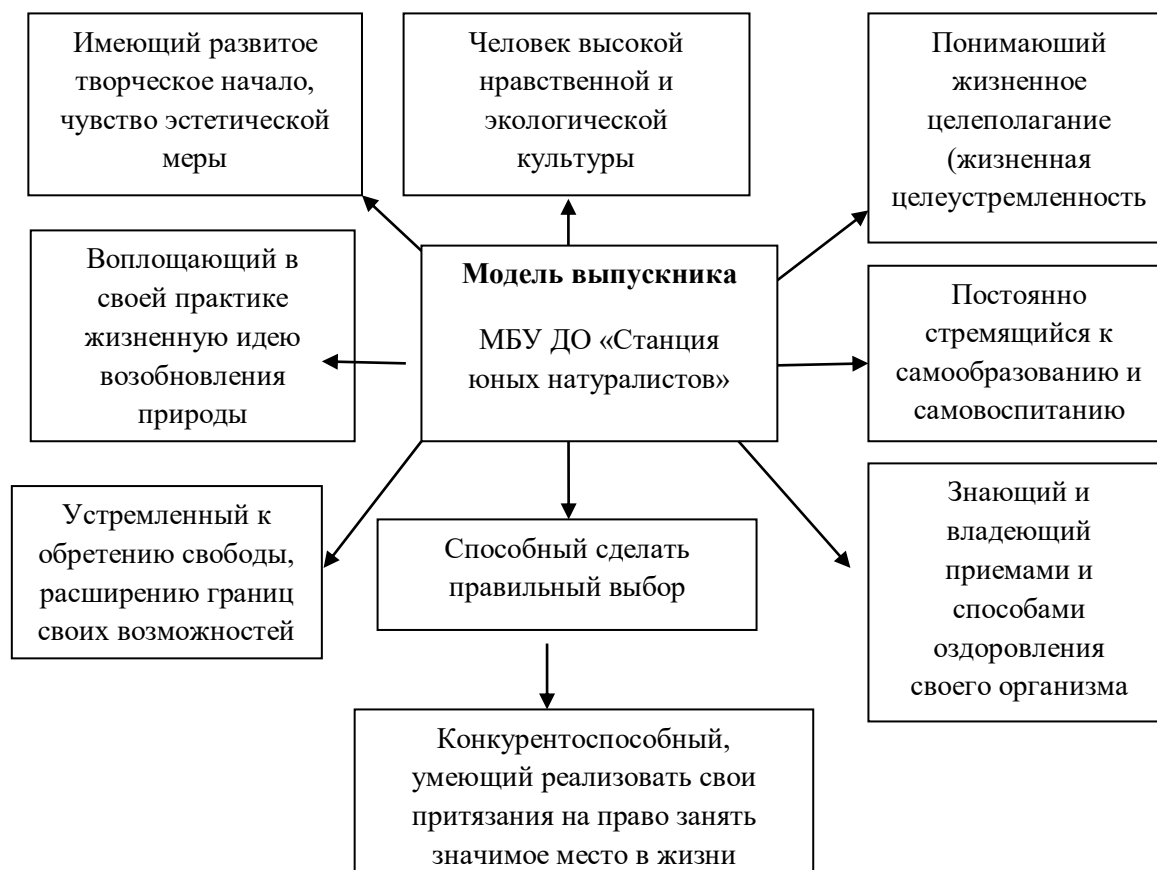 Имеющий развитое
творческое начало,
чувство эстетической
меры
Человек высокой
нравственной и
экологической
культуры
Понимаюший
жизненное
целеполагание
(жизненная
целеустремленность
Воплощающий в
своей практике
жизненную идею
возобновления
природы
Модель выпускника
МБУ ДО «Станция
юных натуралистов»
Постоянно
стремящийся к
самообразованию и
самовоспитанию
Устремленный к
обретению свободы,
расширению границ
своих возможностей
Способный сделать
правильный выбор
Знающий и
владеющий
приемами и
способами
оздоровления
своего организма
Конкурентоспособный,
умеющий реализовать свои
притязания на право занять
значимое место в жизни